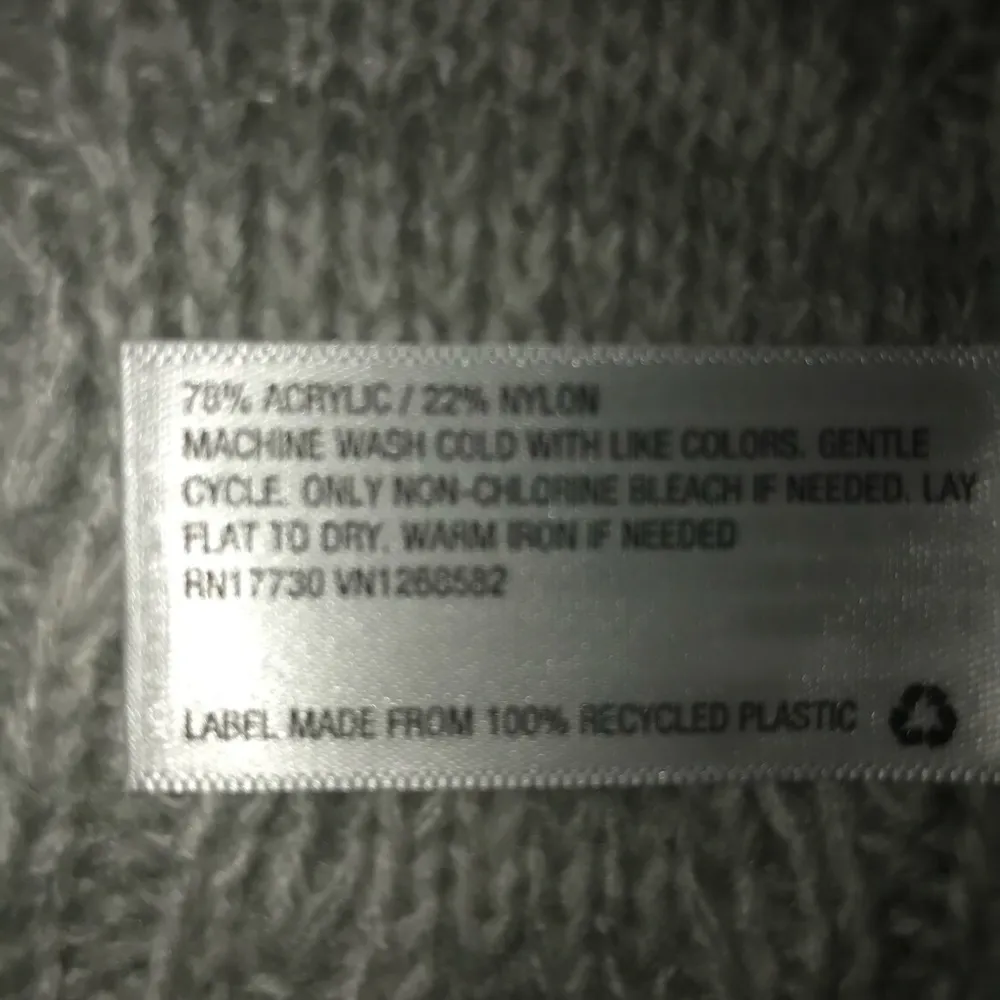 78% ACRYLIC / 22% NYLON
MACHINE WASH COLD WITH LIKE COLORS. GENTLE
CYCLE. ONLY NON-CHLORINE BLEACH IF NEEDED. LAY
FLAT TO DRY. WARM IRON IF NEEDED
RN17730 VN1268582
LABEL MADE FROM 100% RECYCLED PLASTIC